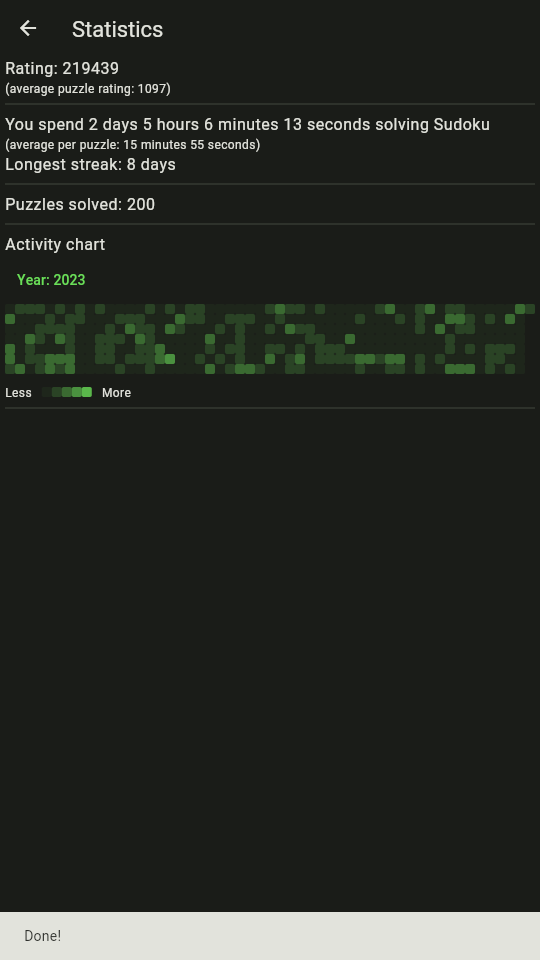 Statistics
Rating: 219439
(average puzzle rating: 1097)
You spend 2 days 5 hours 6 minutes 13 seconds solving Sudoku
(average per puzzle: 15 minutes 55 seconds)
Longest streak: 8 days
Puzzles solved: 200
Activity chart
Year: 2023
Less More
Done!